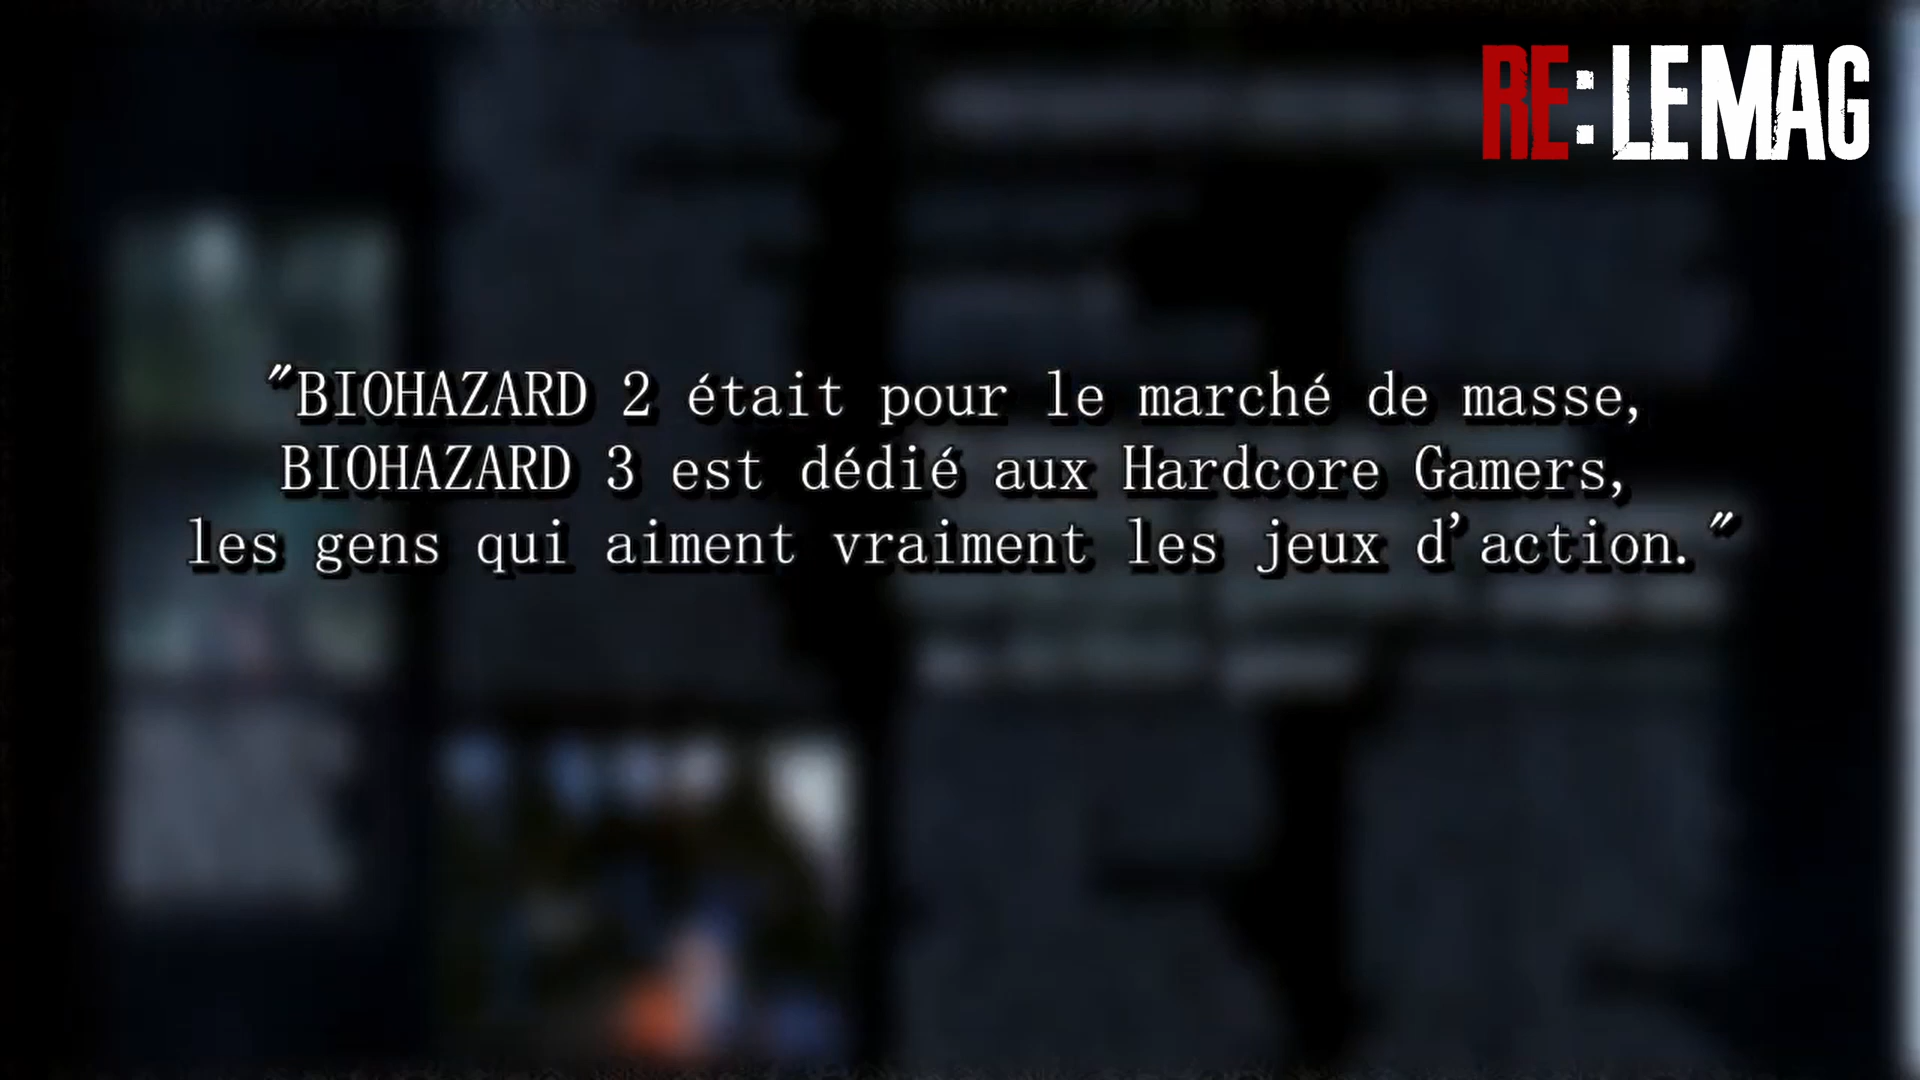 RE:LE MAG
"BIOHAZARD 2 était pour le marché de masse,
BIOHAZARD 3 est dédié aux Hardcore Gamers,
les gens qui aiment vraiment les jeux d'action."